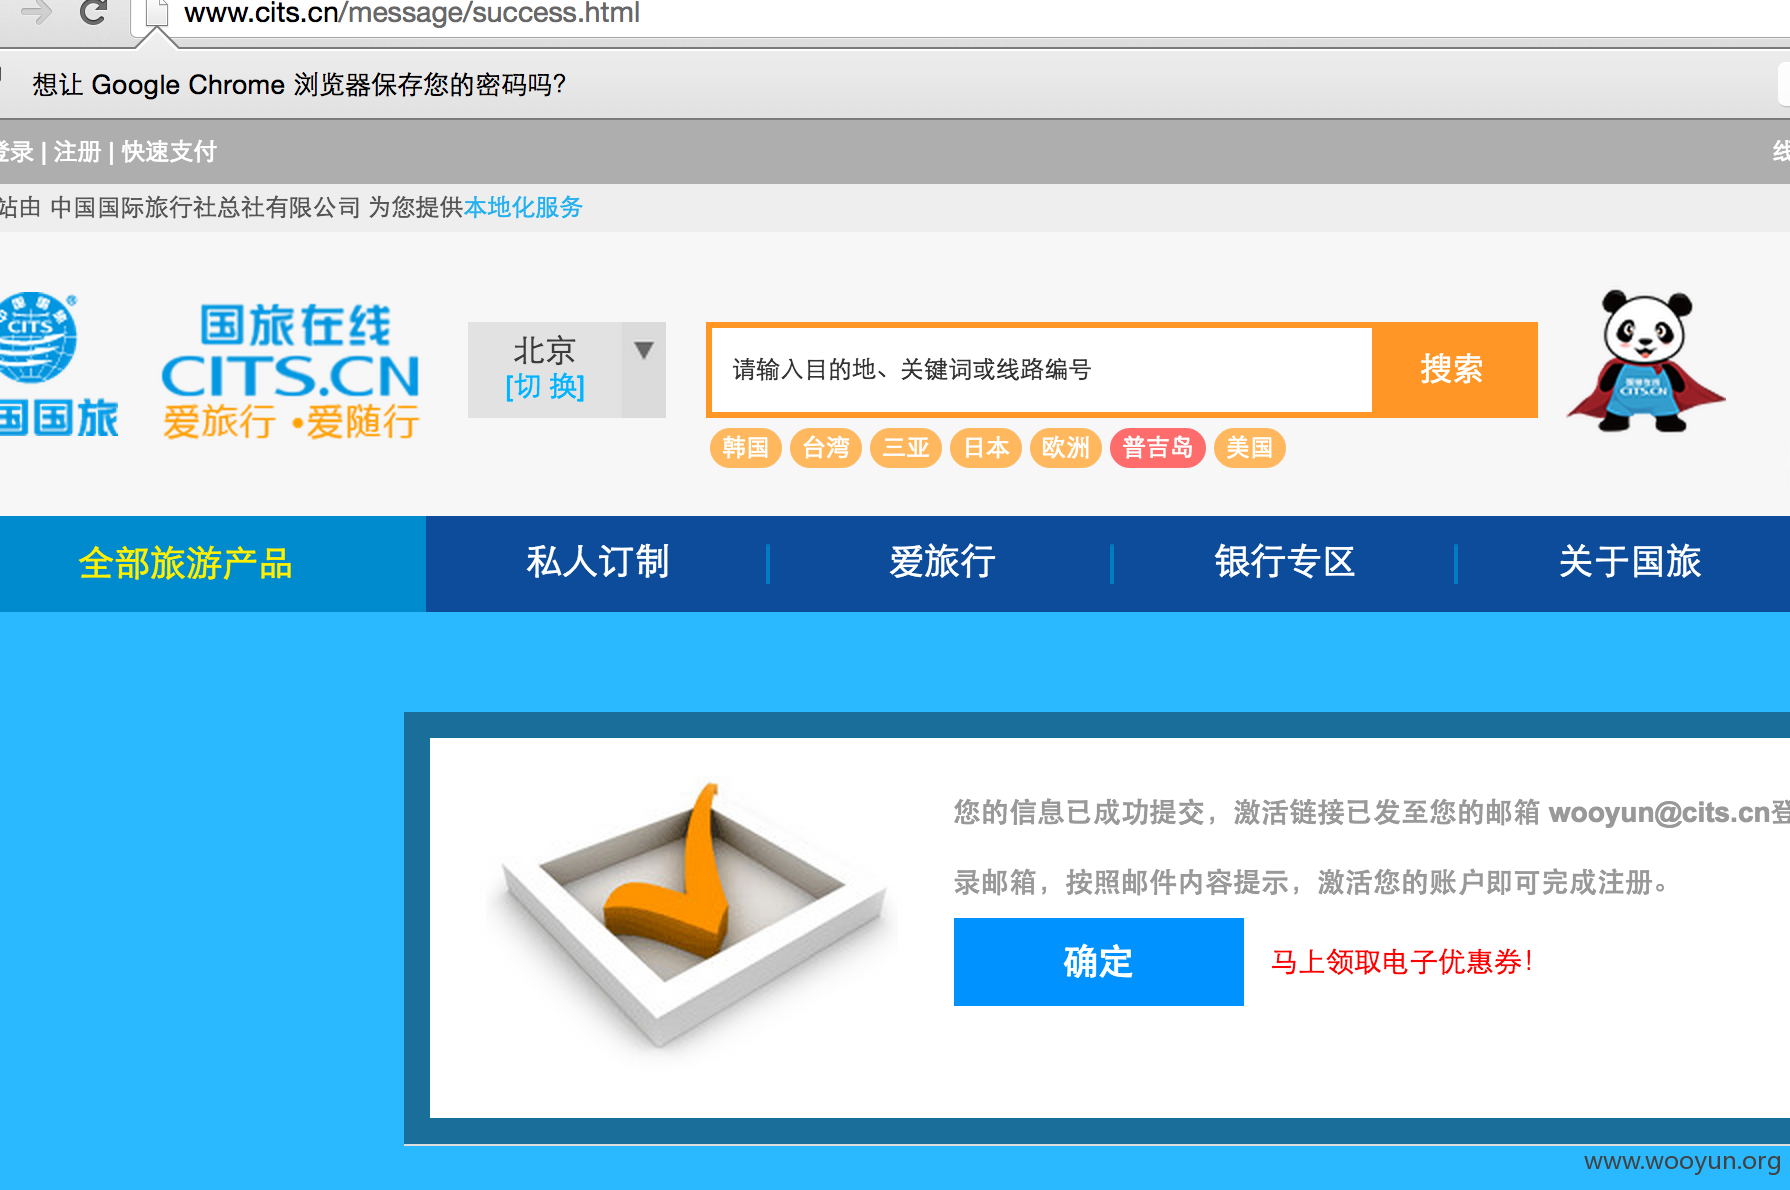 www.cits.cn/message/success.html
想让 Google Chrome 浏览器保存您的密码吗?
登录 | 注册 | 快速支付
线
站由 中国国际旅行社总社有限公司 为您提供本地化服务
CITS
国国旅
国旅在线
CITS.CN
爱旅行 •爱随行
北京
[切 换]
请输入目的地、关键词或线路编号
搜索
国旅在线
CITS.CN
韩国 台湾 三亚 日本 欧洲 普吉岛 美国
全部旅游产品 私人订制 爱旅行 银行专区 关于国旅
您的信息已成功提交，激活链接已发至您的邮箱 wooyun@cits.cn登
录邮箱，按照邮件内容提示，激活您的账户即可完成注册。
确定 马上领取电子优惠券!
www.wooyun.org